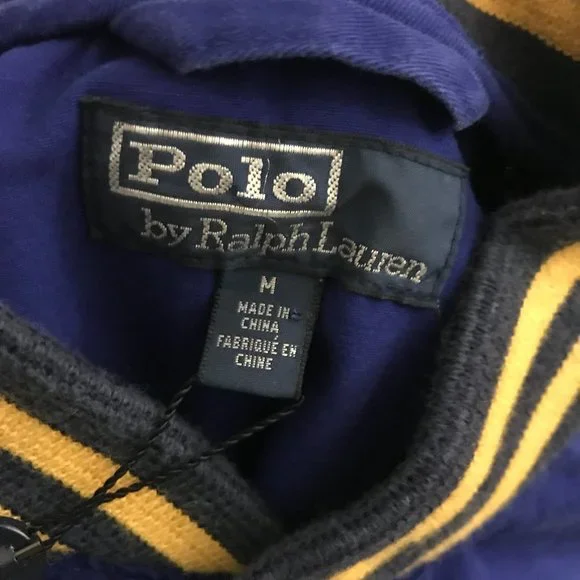 Polo
by Ralph Lauren
M
MADE IN
CHINA
FABRIQUÉ EN
CHINE